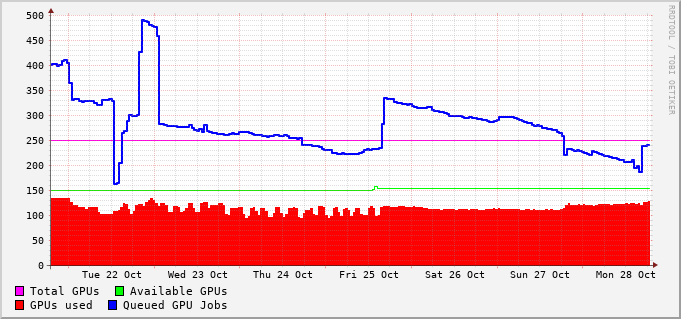 500
450
400
350
300
250
200
150
100
50
0
Tue 22 Oct Wed 23 Oct Thu 24 Oct Fri 25 Oct Sat 26 Oct Sun 27 Oct Mon 28 Oct
Total GPUs Available GPUs
GPUs used Queued GPU Jobs
RRDTOOL / TOBI OETIKER